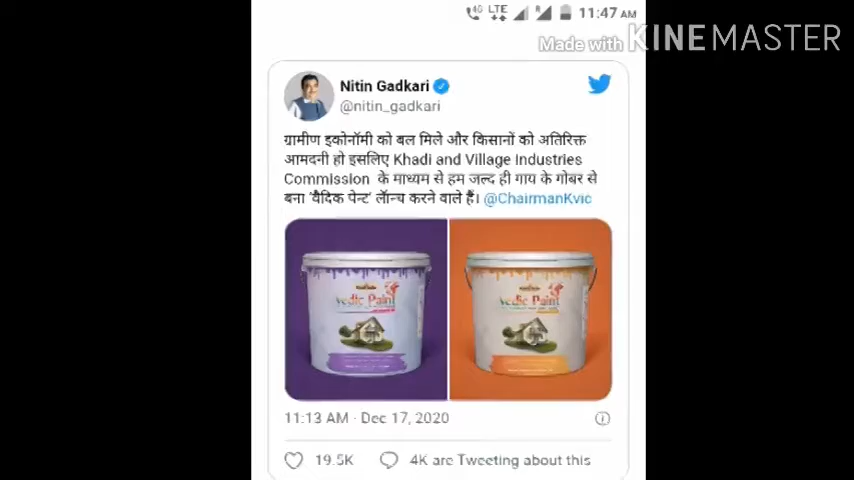 4G LTE R 11:47 AM
Made with KINEMASTER
Nitin Gadkari
@nitin_gadkari
ग्रामीण इकोनॉमी को बल मिले और किसानों को अतिरिक्त
आमदनी हो इसलिए Khadi and Village Industries
Commission के माध्यम से हम जल्द ही गाय के गोबर से
बना 'वैदिक पेन्ट' लॅान्च करने वाले हैं। @ChairmanKvic
Vedic Paint Vedic Paint
11:13 AM · Dec 17, 2020
19.5K 4K are Tweeting about this